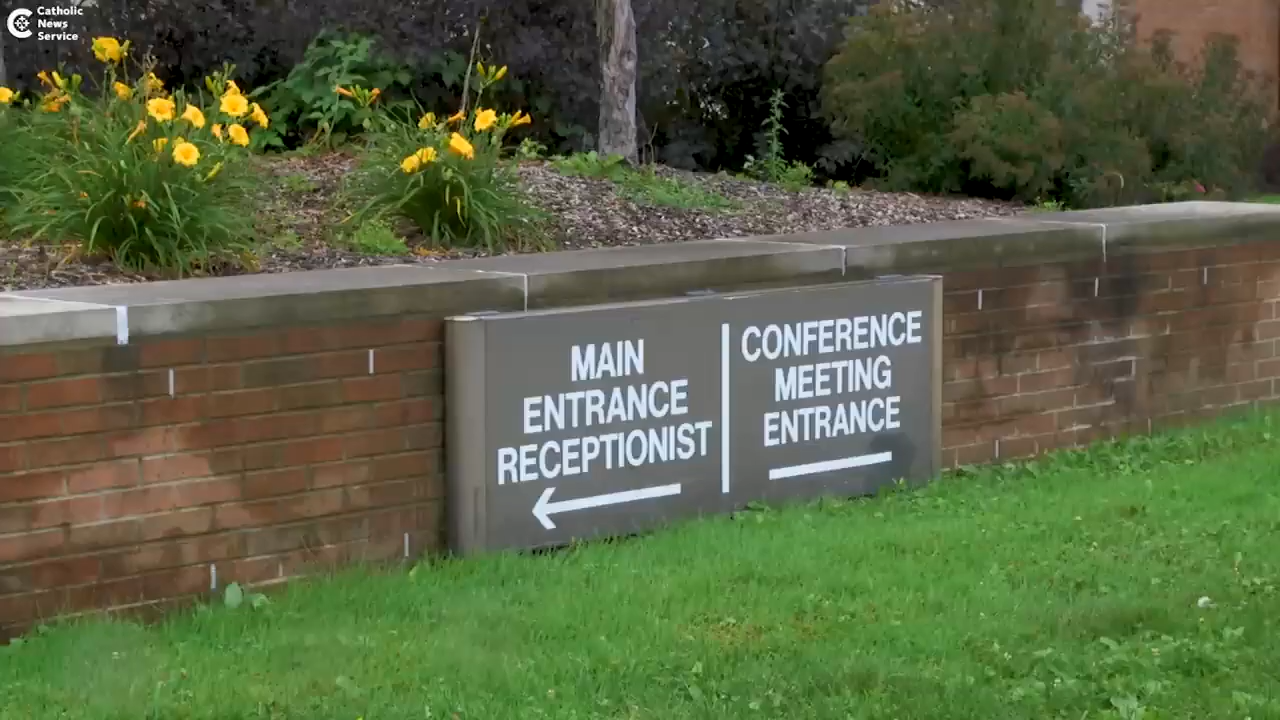 Catholic
News
Service
MAIN
ENTRANCE
RECEPTIONIST
CONFERENCE
MEETING
ENTRANCE